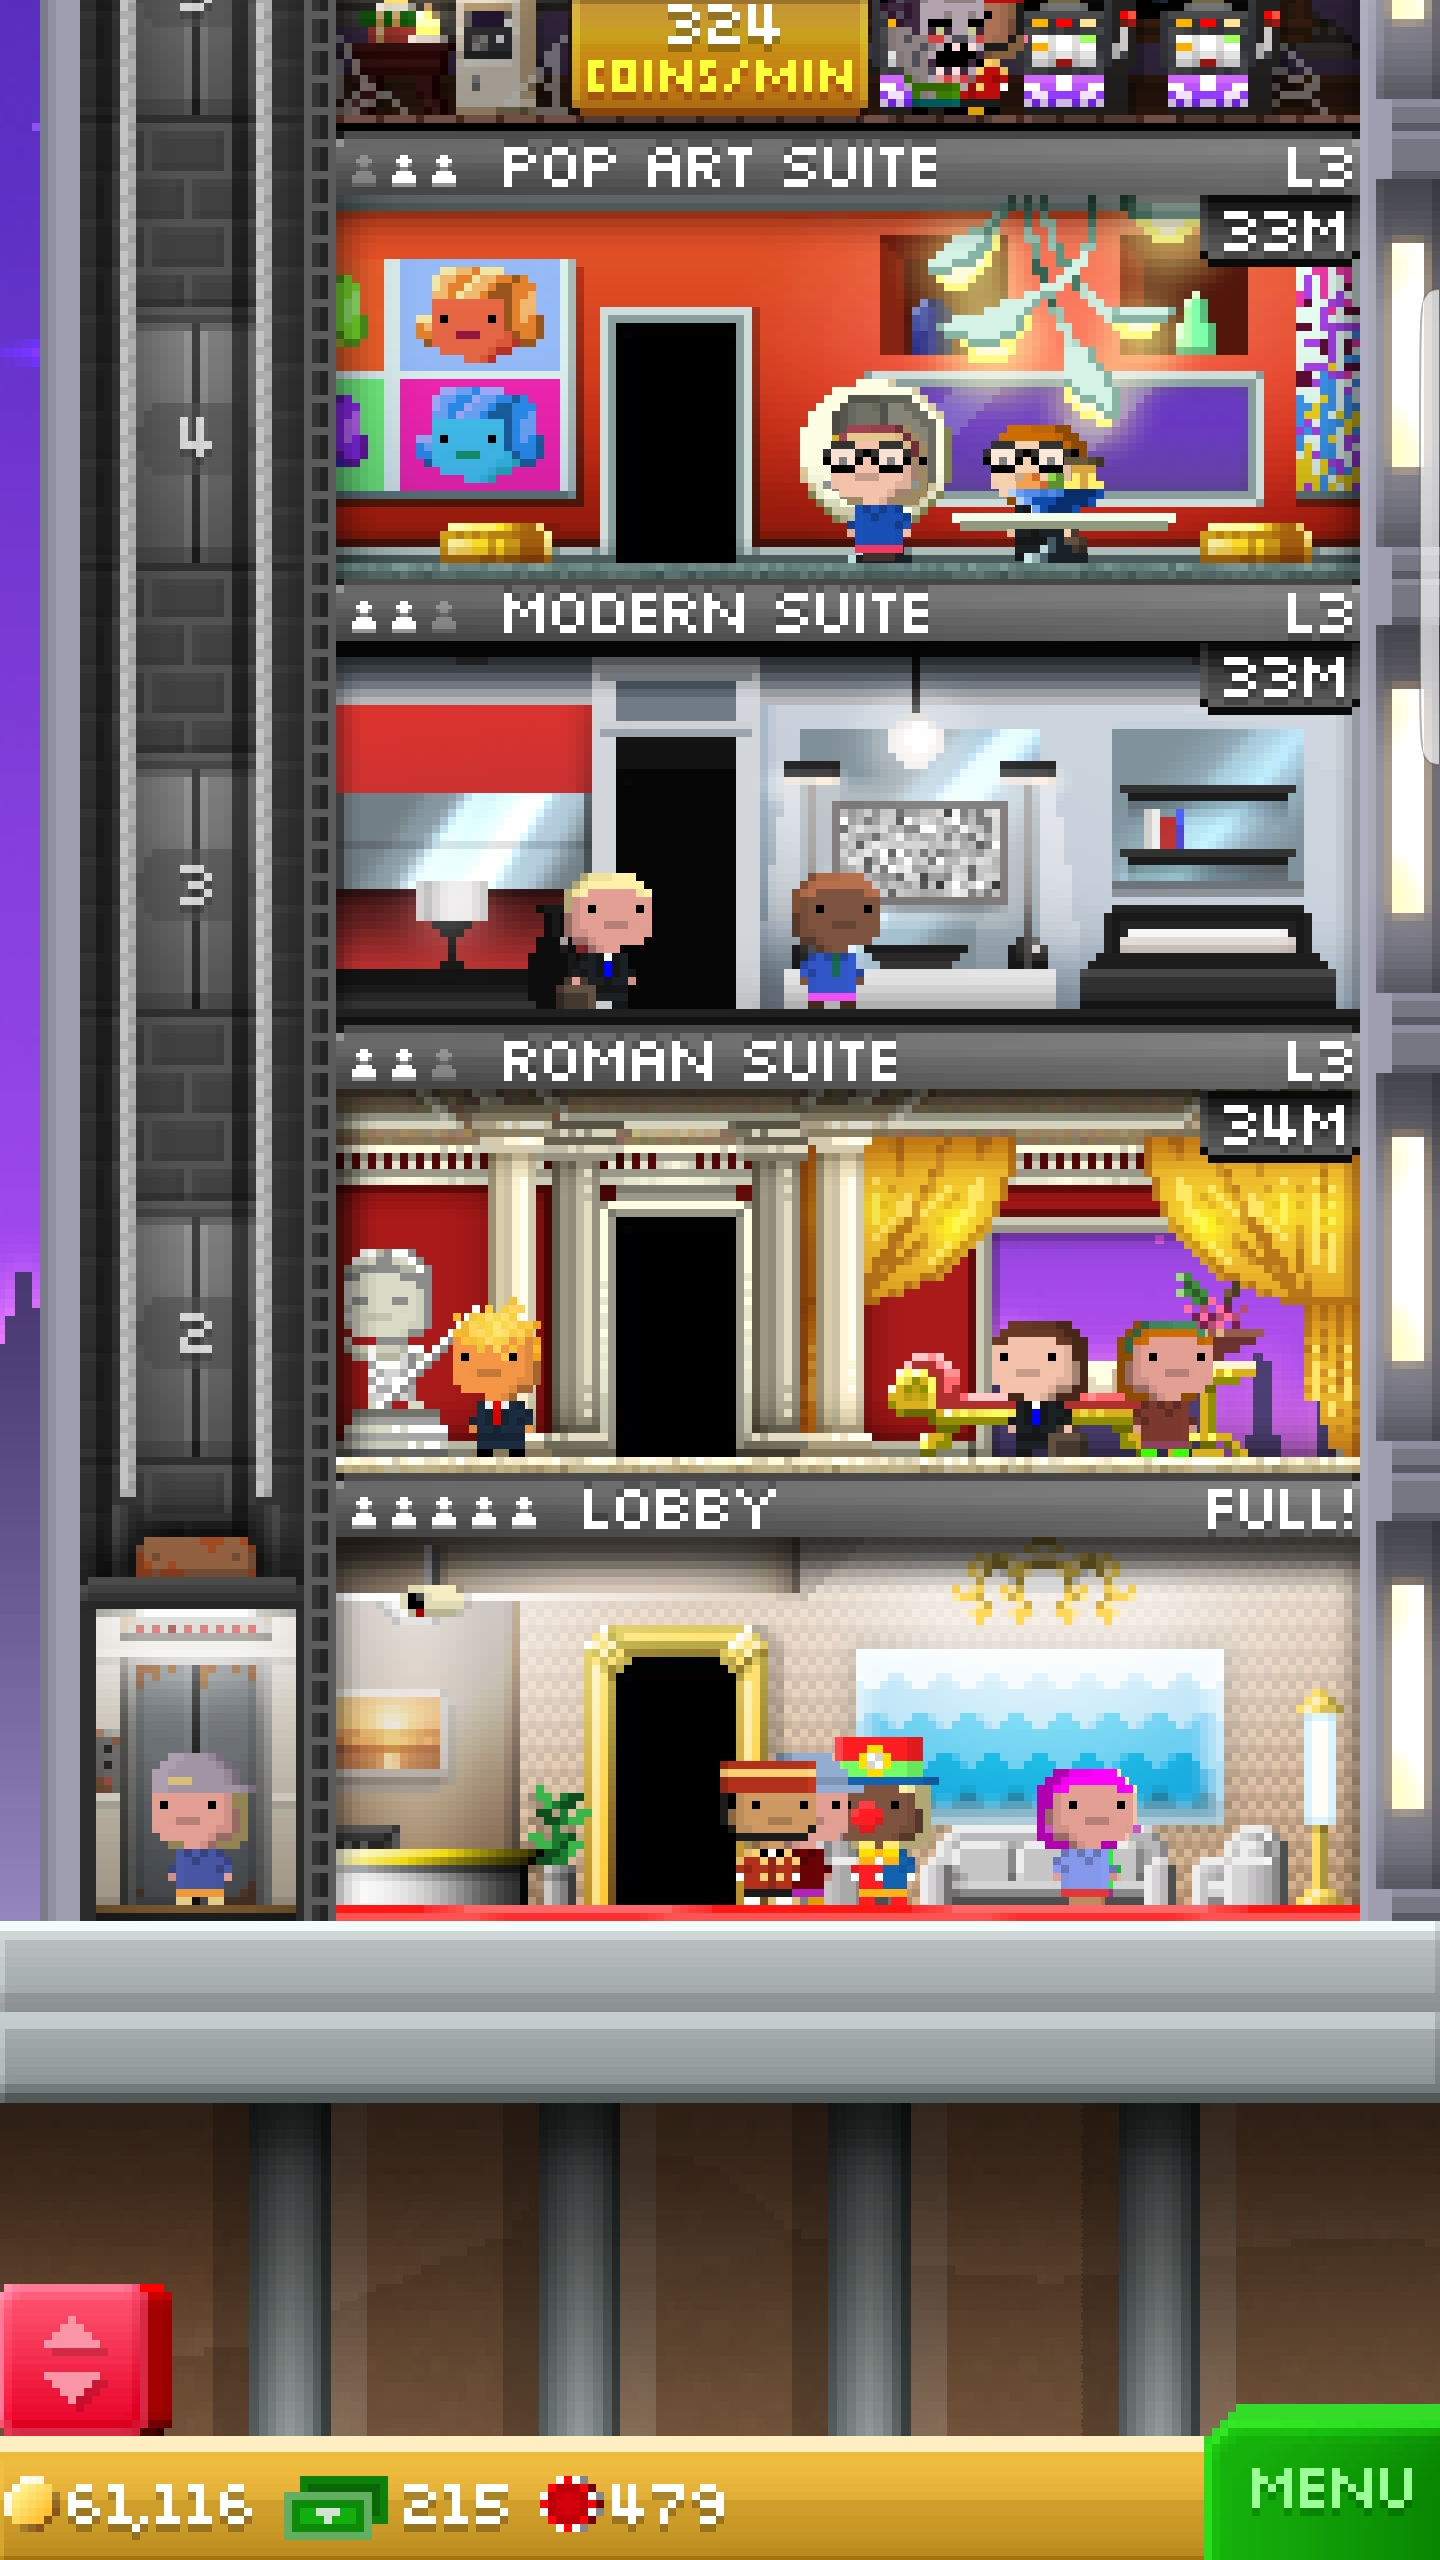 324
COINS/MIN
POP ART SUITE L3
33M
4
MODERN SUITE L3
33M
3
ROMAN SUITE L3
34M
2
LOBBY FULL!
61,116 215 479
MENU